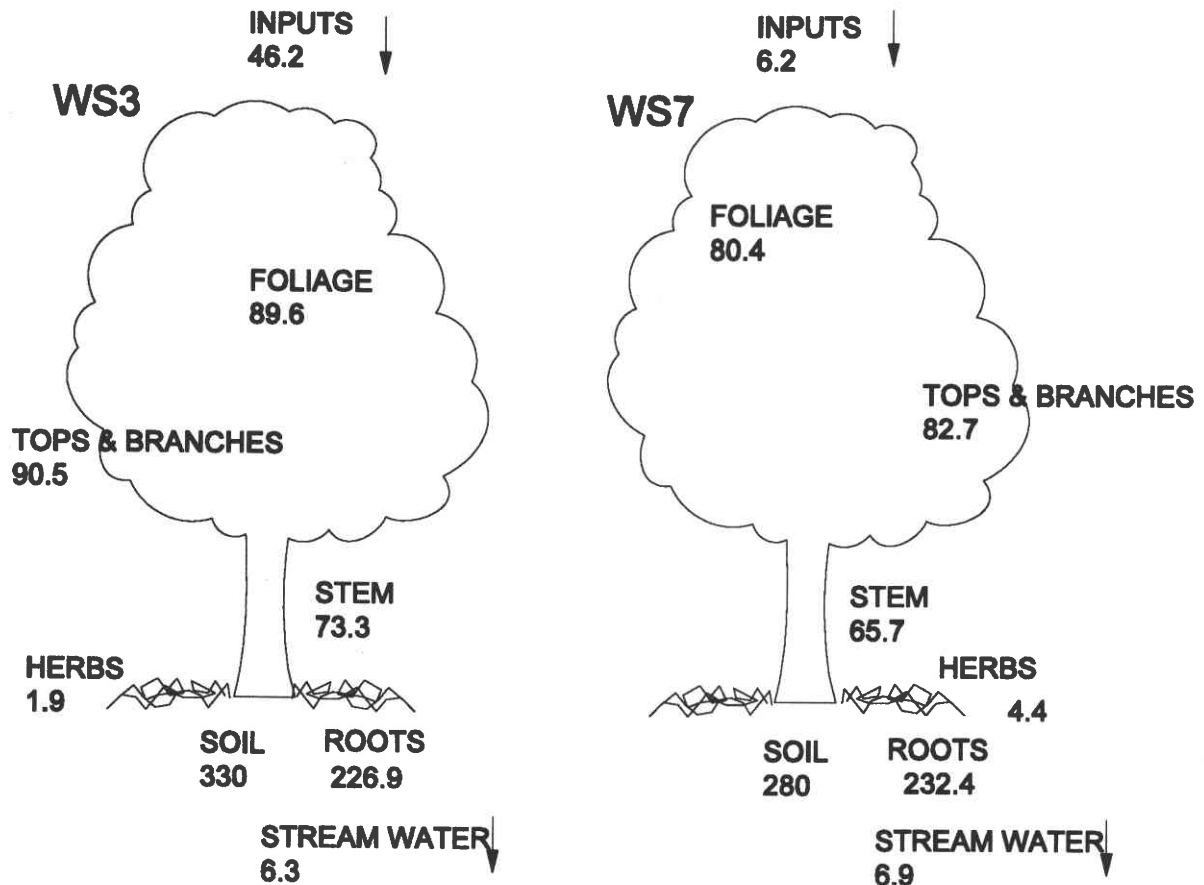 INPUTS
46.2
WS3
FOLIAGE
89.6
TOPS & BRANCHES
90.5
STEM
73.3
HERBS
1.9
SOIL
330
ROOTS
226.9
STREAM WATER
6.3
INPUTS
6.2
WS7
FOLIAGE
80.4
TOPS & BRANCHES
82.7
STEM
65.7
HERBS
4.4
SOIL
280
ROOTS
232.4
STREAM WATER
6.9